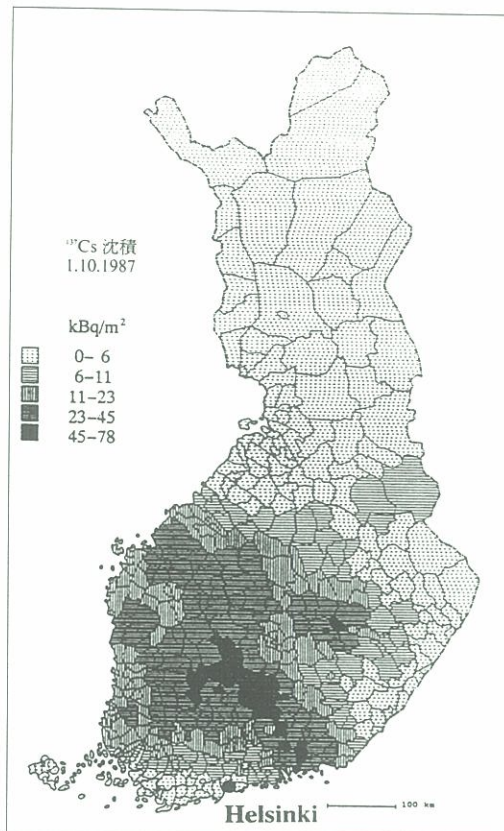 ¹³⁷Cs 沈積
1.10.1987
kBq/m²
0– 6
6–11
11–23
23–45
45–78
Helsinki
100 km